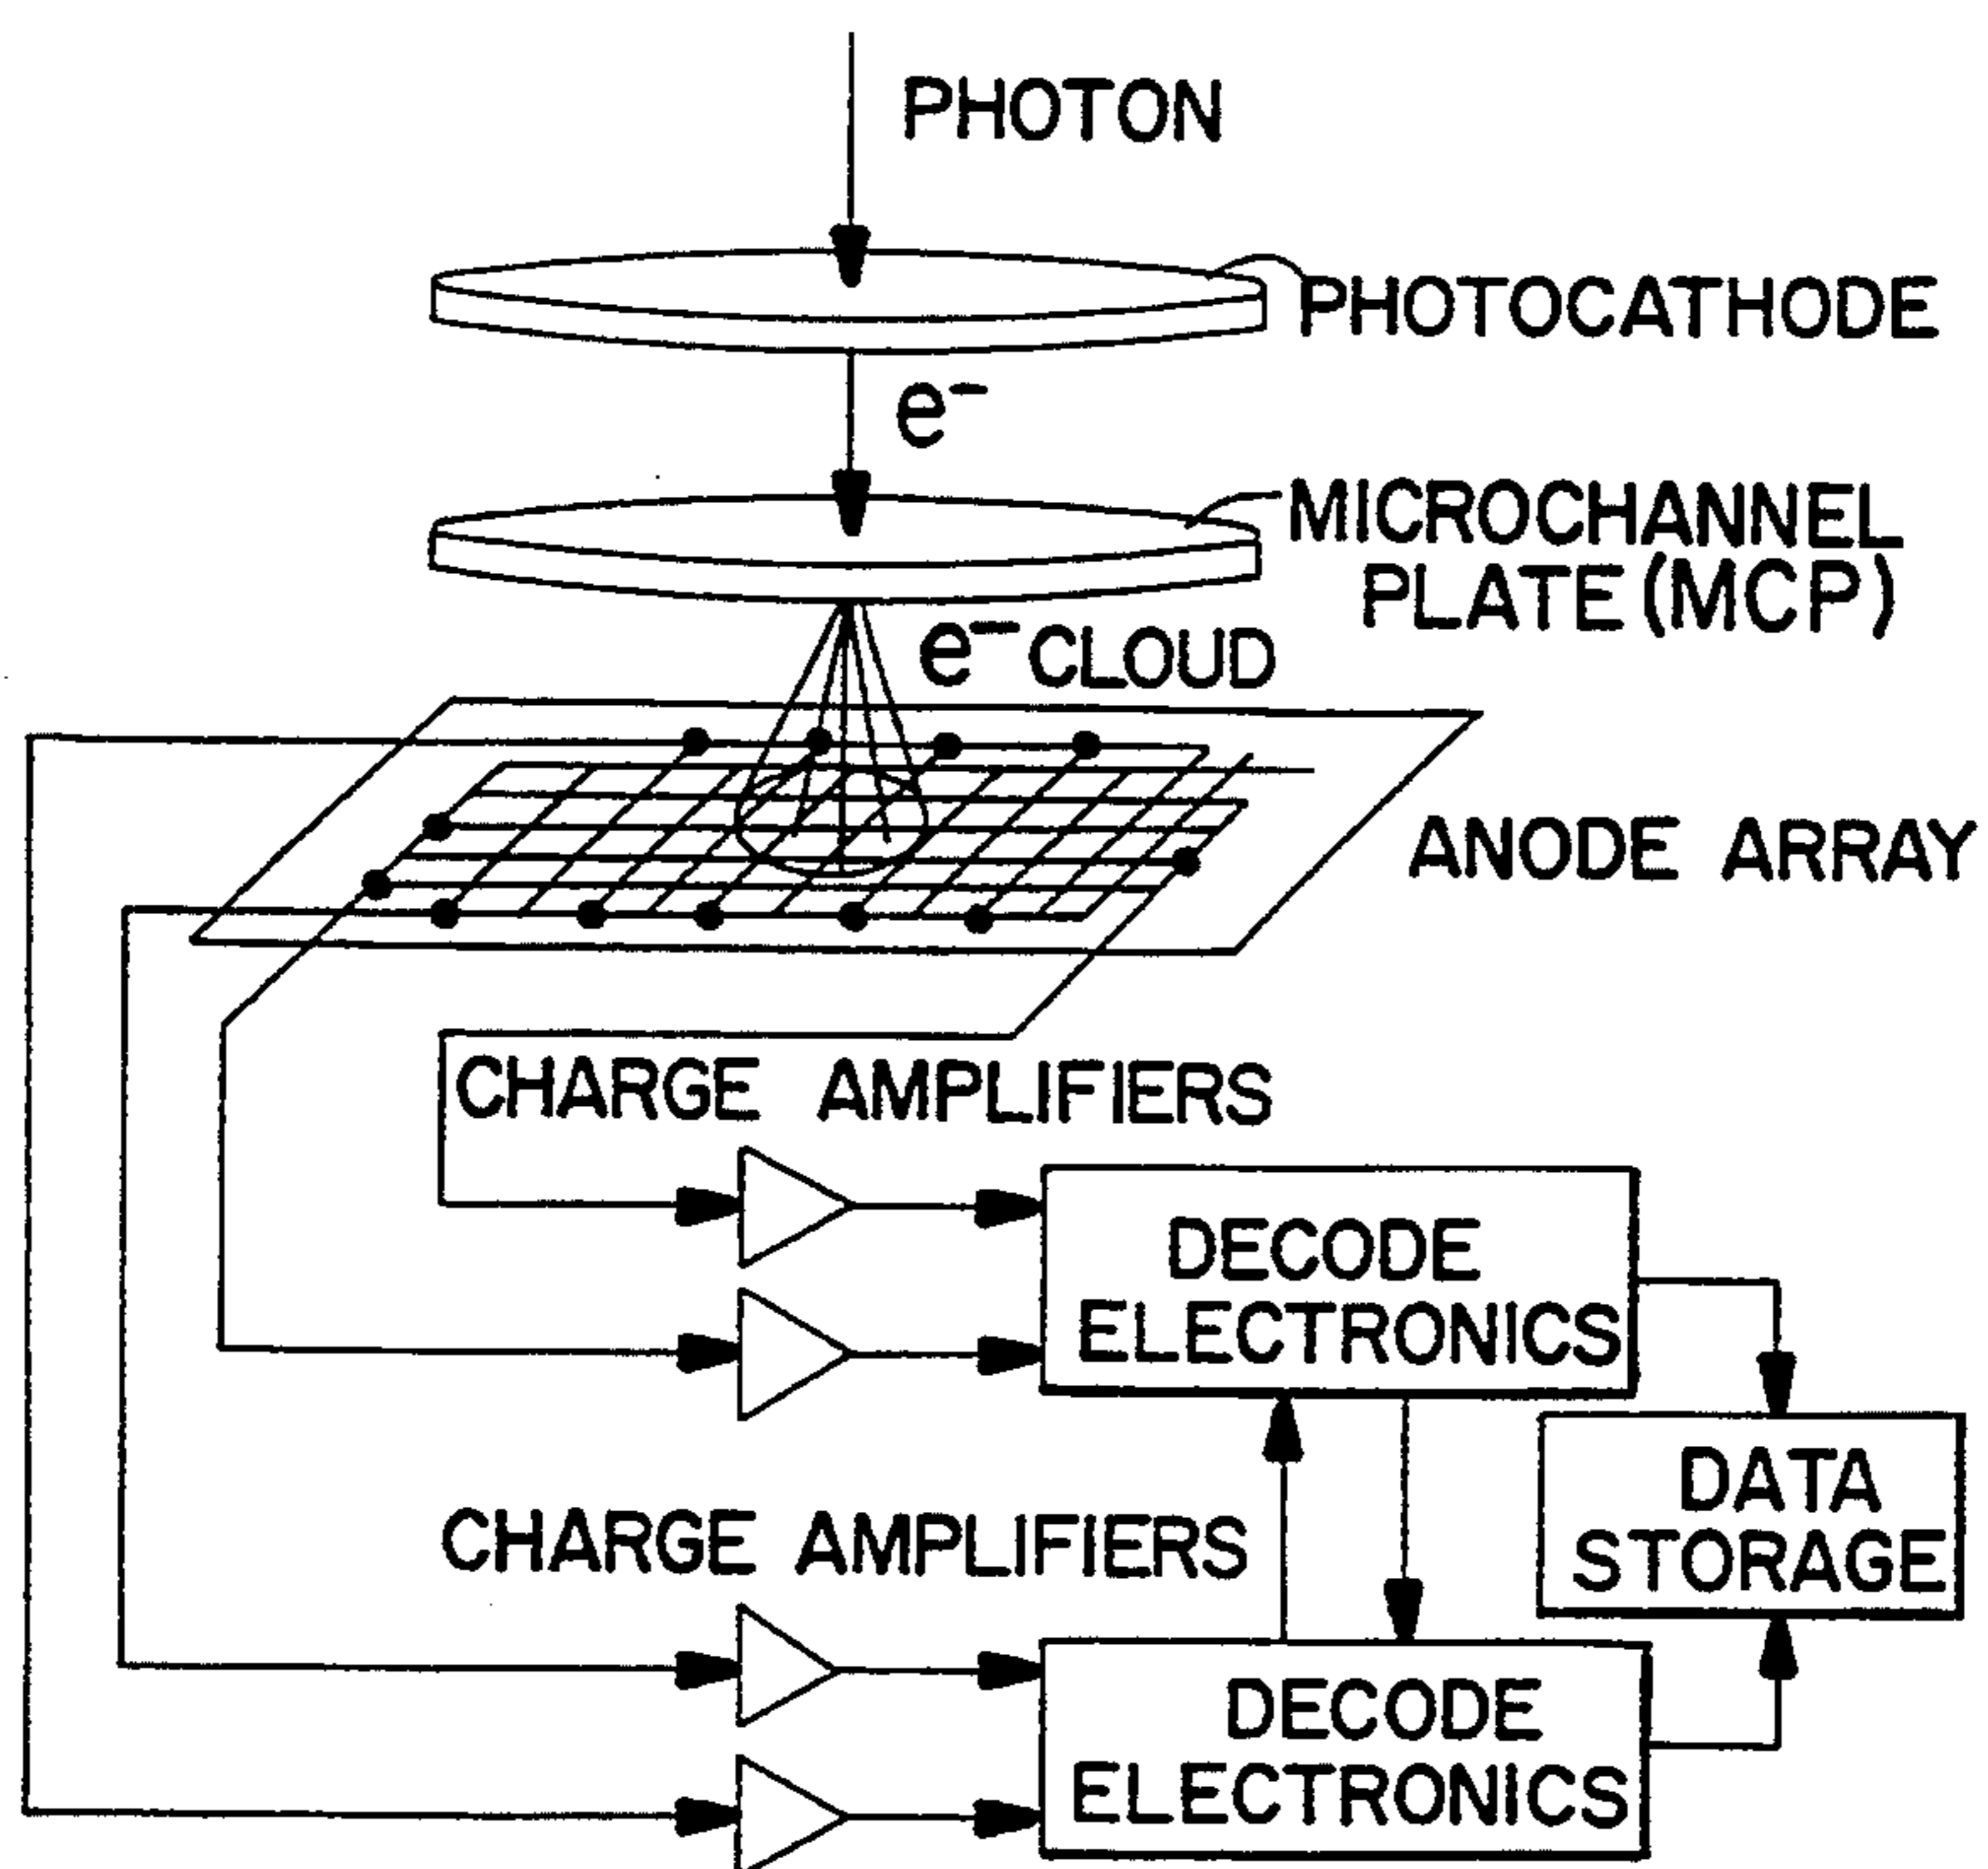 PHOTON
PHOTOCATHODE
e⁻
MICROCHANNEL
PLATE (MCP)
e⁻ CLOUD
ANODE ARRAY
CHARGE AMPLIFIERS
DECODE
ELECTRONICS
DATA
STORAGE
CHARGE AMPLIFIERS
DECODE
ELECTRONICS